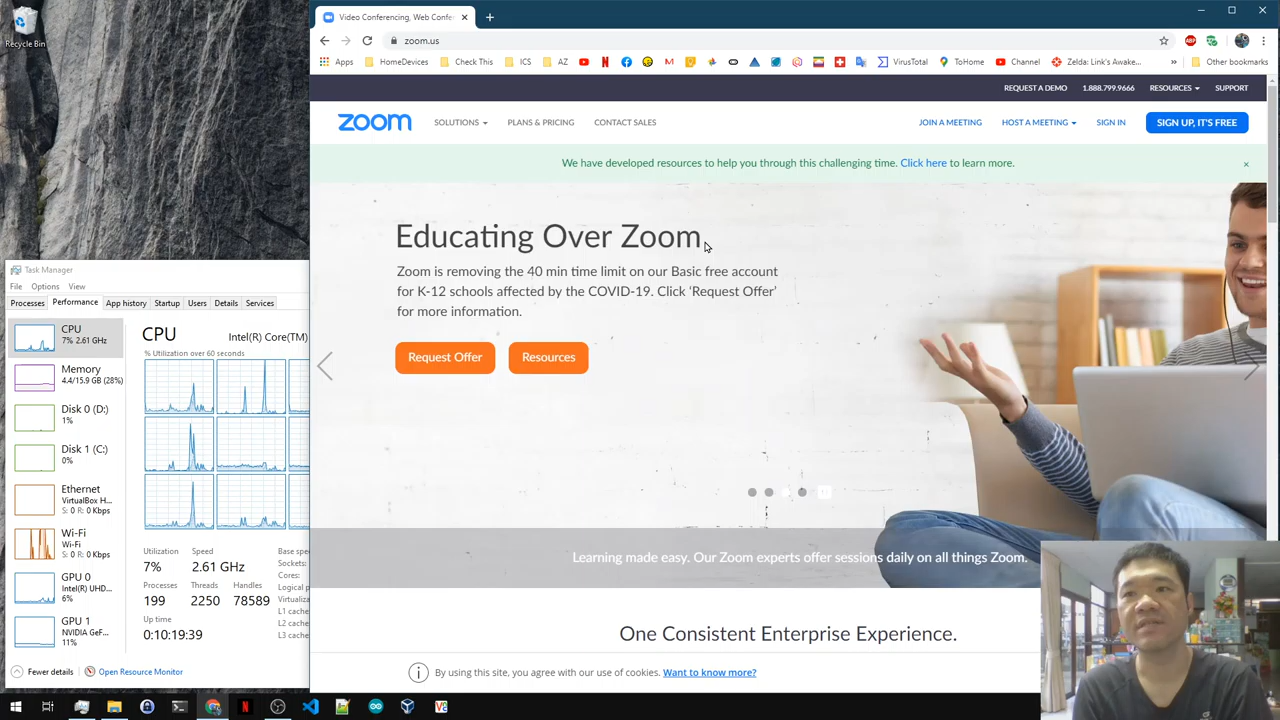 Recycle Bin
Video Conferencing, Web Confe
zoom.us
ABP
Apps
HomeDevices
Check This
ICS
AZ
VirusTotal
ToHome
Channel
Zelda: Link's Awake...
»
Other bookmarks
REQUEST A DEMO
1.888.799.9666
RESOURCES
SUPPORT
zoom
SOLUTIONS
PLANS & PRICING
CONTACT SALES
JOIN A MEETING
HOST A MEETING
SIGN IN
SIGN UP, IT'S FREE
We have developed resources to help you through this challenging time. Click here to learn more.
Educating Over Zoom
Zoom is removing the 40 min time limit on our Basic free account
for K-12 schools affected by the COVID-19. Click ‘Request Offer’
for more information.
Request Offer
Resources
Learning made easy. Our Zoom experts offer sessions daily on all things Zoom.
One Consistent Enterprise Experience.
By using this site, you agree with our use of cookies. Want to know more?
Task Manager
File Options View
Processes Performance App history Startup Users Details Services
CPU
7% 2.61 GHz
Memory
4.4/15.9 GB (28%)
Disk 0 (D:)
1%
Disk 1 (C:)
0%
Ethernet
VirtualBox H...
S: 0 R: 0 Kbps
Wi-Fi
Wi-Fi
S: 0 R: 0 Kbps
GPU 0
Intel(R) UHD...
6%
GPU 1
NVIDIA GeF...
11%
CPU
Intel(R) Core(TM)
% Utilization over 60 seconds
Utilization Speed Base spe
7% 2.61 GHz
Sockets:
Cores:
Processes Threads Handles
Logical p
199 2250 78589
Virtualiza
L1 cache
Up time
L2 cache
0:10:19:39
L3 cache
Fewer details
Open Resource Monitor